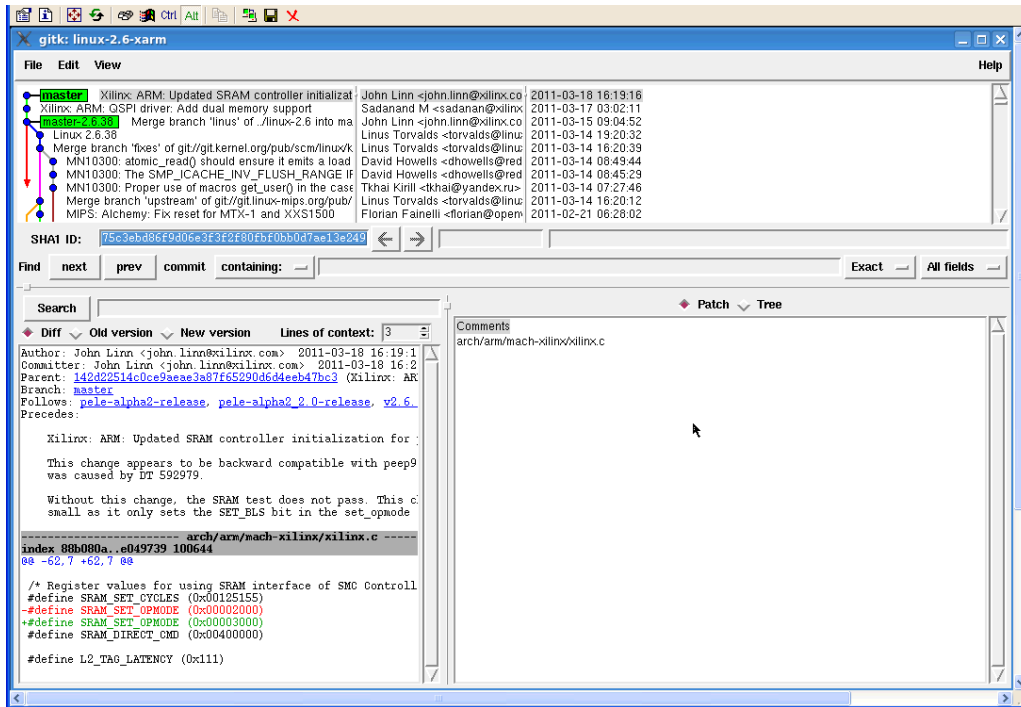 Ctrl Alt
gitk: linux-2.6-xarm
File Edit View Help
master Xilinx: ARM: Updated SRAM controller initializat John Linn <john.linn@xilinx.co 2011-03-18 16:19:16
Xilinx: ARM: QSPI driver: Add dual memory support Sadanand M <sadanan@xilinx 2011-03-17 03:02:11
master-2.6.38 Merge branch 'linus' of ../linux-2.6 into ma John Linn <john.linn@xilinx.co 2011-03-15 09:04:52
Linux 2.6.38 Linus Torvalds <torvalds@linu 2011-03-14 19:20:32
Merge branch 'fixes' of git://git.kernel.org/pub/scm/linux/k Linus Torvalds <torvalds@linu 2011-03-14 16:20:39
MN10300: atomic_read() should ensure it emits a load David Howells <dhowells@red 2011-03-14 08:49:44
MN10300: The SMP_ICACHE_INV_FLUSH_RANGE IF David Howells <dhowells@red 2011-03-14 08:45:29
MN10300: Proper use of macros get_user() in the case Tkhai Kirill <tkhai@yandex.ru> 2011-03-14 07:27:46
Merge branch 'upstream' of git://git.linux-mips.org/pub/ Linus Torvalds <torvalds@linu 2011-03-14 16:20:12
MIPS: Alchemy: Fix reset for MTX-1 and XXS1500 Florian Fainelli <florian@open 2011-02-21 06:28:02
SHA1 ID: 75c3ebd86f9d06e3f3f2f80fbf0bb0d7ae13e249
Find next prev commit containing: Exact All fields
Search
Patch Tree
Diff Old version New version Lines of context: 3
Comments
arch/arm/mach-xilinx/xilinx.c
Author: John Linn <john.linn@xilinx.com> 2011-03-18 16:19:1
Committer: John Linn <john.linn@xilinx.com> 2011-03-18 16:2
Parent: 142d22514c0ce9aeae3a87f65290d6d4eeb47bc3 (Xilinx: AR
Branch: master
Follows: pele-alpha2-release, pele-alpha2_2.0-release, v2.6.
Precedes:
Xilinx: ARM: Updated SRAM controller initialization for
This change appears to be backward compatible with peep9
was caused by DT 592979.
Without this change, the SRAM test does not pass. This c
small as it only sets the SET_BLS bit in the set_opmode
---------------------- arch/arm/mach-xilinx/xilinx.c -----
index 88b080a..e049739 100644
@@ -62,7 +62,7 @@
/* Register values for using SRAM interface of SMC Controll
#define SRAM_SET_CYCLES (0x00125155)
-#define SRAM_SET_OPMODE (0x00002000)
+#define SRAM_SET_OPMODE (0x00003000)
#define SRAM_DIRECT_CMD (0x00400000)
#define L2_TAG_LATENCY (0x111)